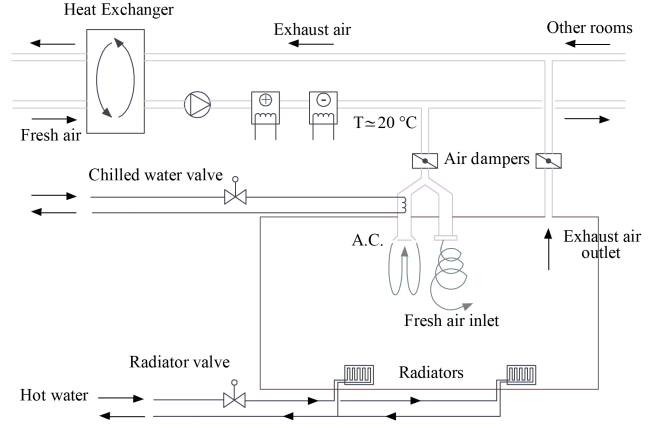 Heat Exchanger
Exhaust air
Other rooms
+
-
Fresh air
T≃20 °C
Air dampers
Chilled water valve
A.C.
Exhaust air
outlet
Fresh air inlet
Radiator valve
Radiators
Hot water